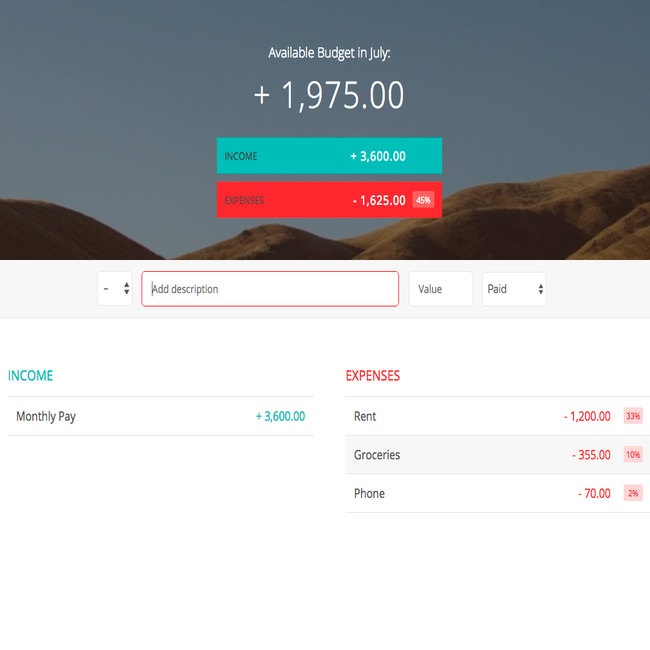 Available Budget in July:
+ 1,975.00
INCOME + 3,600.00
EXPENSES - 1,625.00 45%
– Add description Value Paid
INCOME
Monthly Pay + 3,600.00
EXPENSES
Rent - 1,200.00 33%
Groceries - 355.00 10%
Phone - 70.00 2%